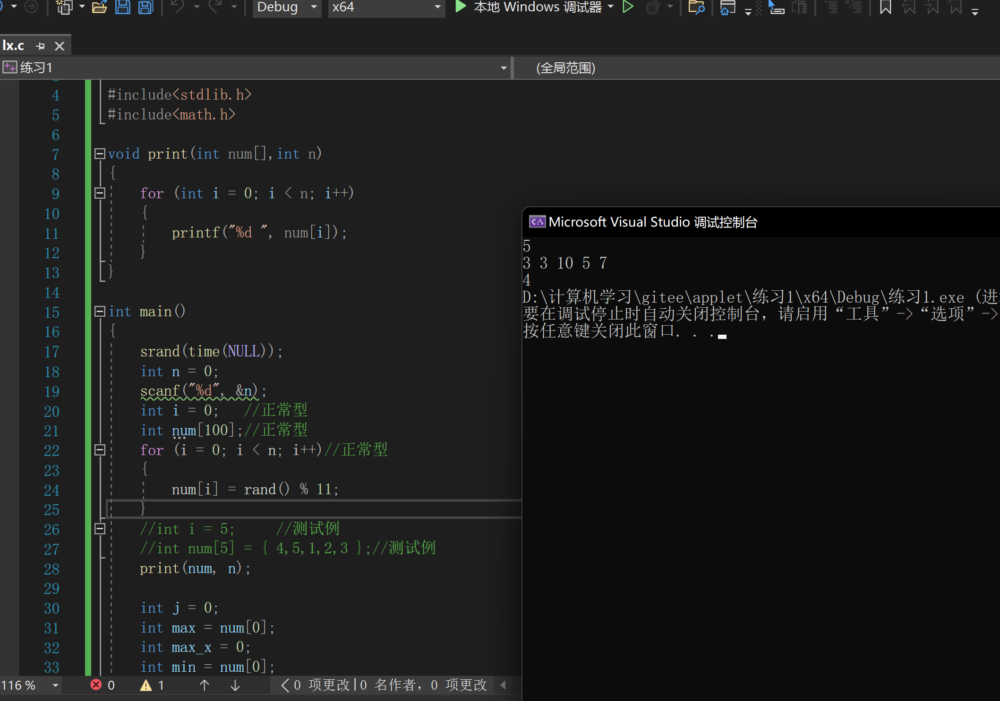 Debug x64 本地 Windows 调试器
lx.c
练习1 (全局范围)
4 #include<stdlib.h>
5 #include<math.h>
6
7 void print(int num[],int n)
8 {
9 for (int i = 0; i < n; i++)
10 {
11 printf("%d ", num[i]);
12 }
13 }
14
15 int main()
16 {
17 srand(time(NULL));
18 int n = 0;
19 scanf("%d", &n);
20 int i = 0; //正常型
21 int num[100];//正常型
22 for (i = 0; i < n; i++)//正常型
23 {
24 num[i] = rand() % 11;
25 }
26 //int i = 5; //测试例
27 //int num[5] = { 4,5,1,2,3 };//测试例
28 print(num, n);
29
30 int j = 0;
31 int max = num[0];
32 int max_x = 0;
33 int min = num[0];
116 % 0 1 0 项更改|0 名作者, 0 项更改
Microsoft Visual Studio 调试控制台
5
3 3 10 5 7
4
D:\计算机学习\gitee\applet\练习1\x64\Debug\练习1.exe (进
要在调试停止时自动关闭控制台，请启用“工具”->“选项”->
按任意键关闭此窗口. . .